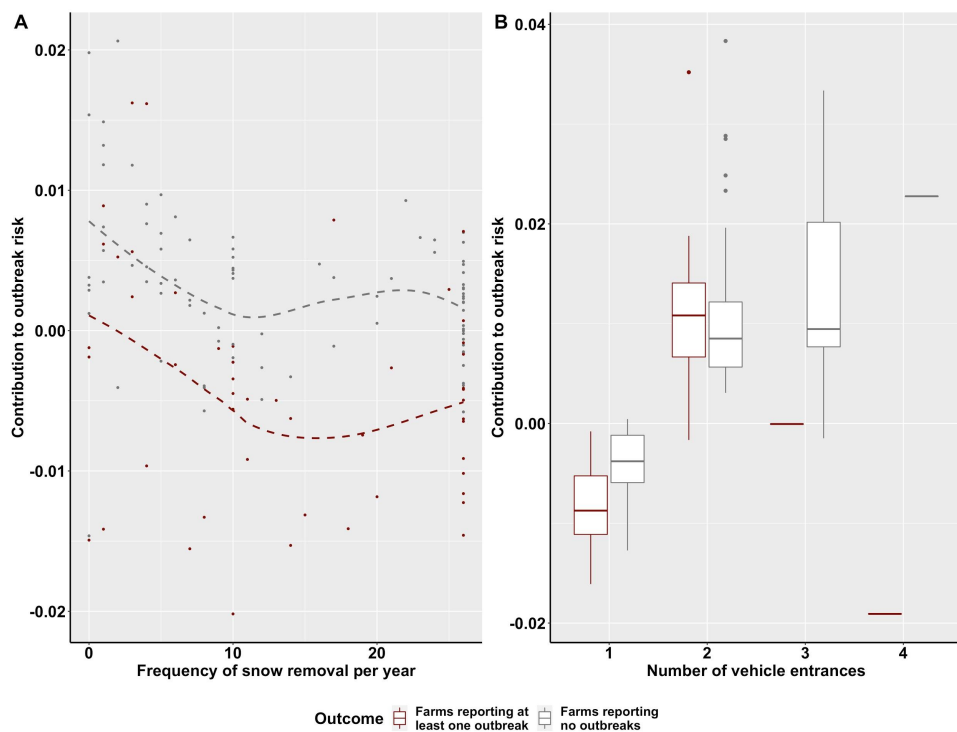 A
B
Contribution to outbreak risk
0.02
0.01
0.00
-0.01
-0.02
0
10
20
Frequency of snow removal per year
Contribution to outbreak risk
0.04
0.02
0.00
-0.02
1
2
3
4
Number of vehicle entrances
Outcome
Farms reporting at
least one outbreak
Farms reporting
no outbreaks